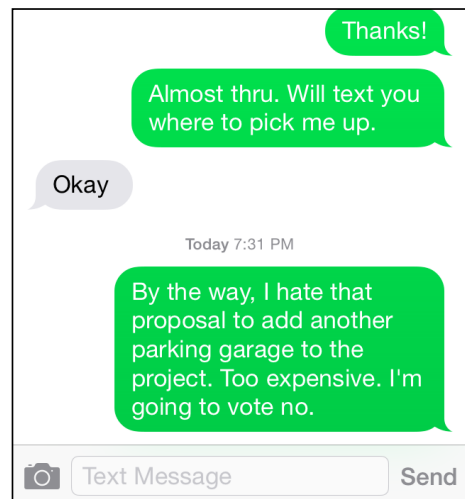 Thanks!
Almost thru. Will text you
where to pick me up.
Okay
Today 7:31 PM
By the way, I hate that
proposal to add another
parking garage to the
project. Too expensive. I'm
going to vote no.
Text Message Send